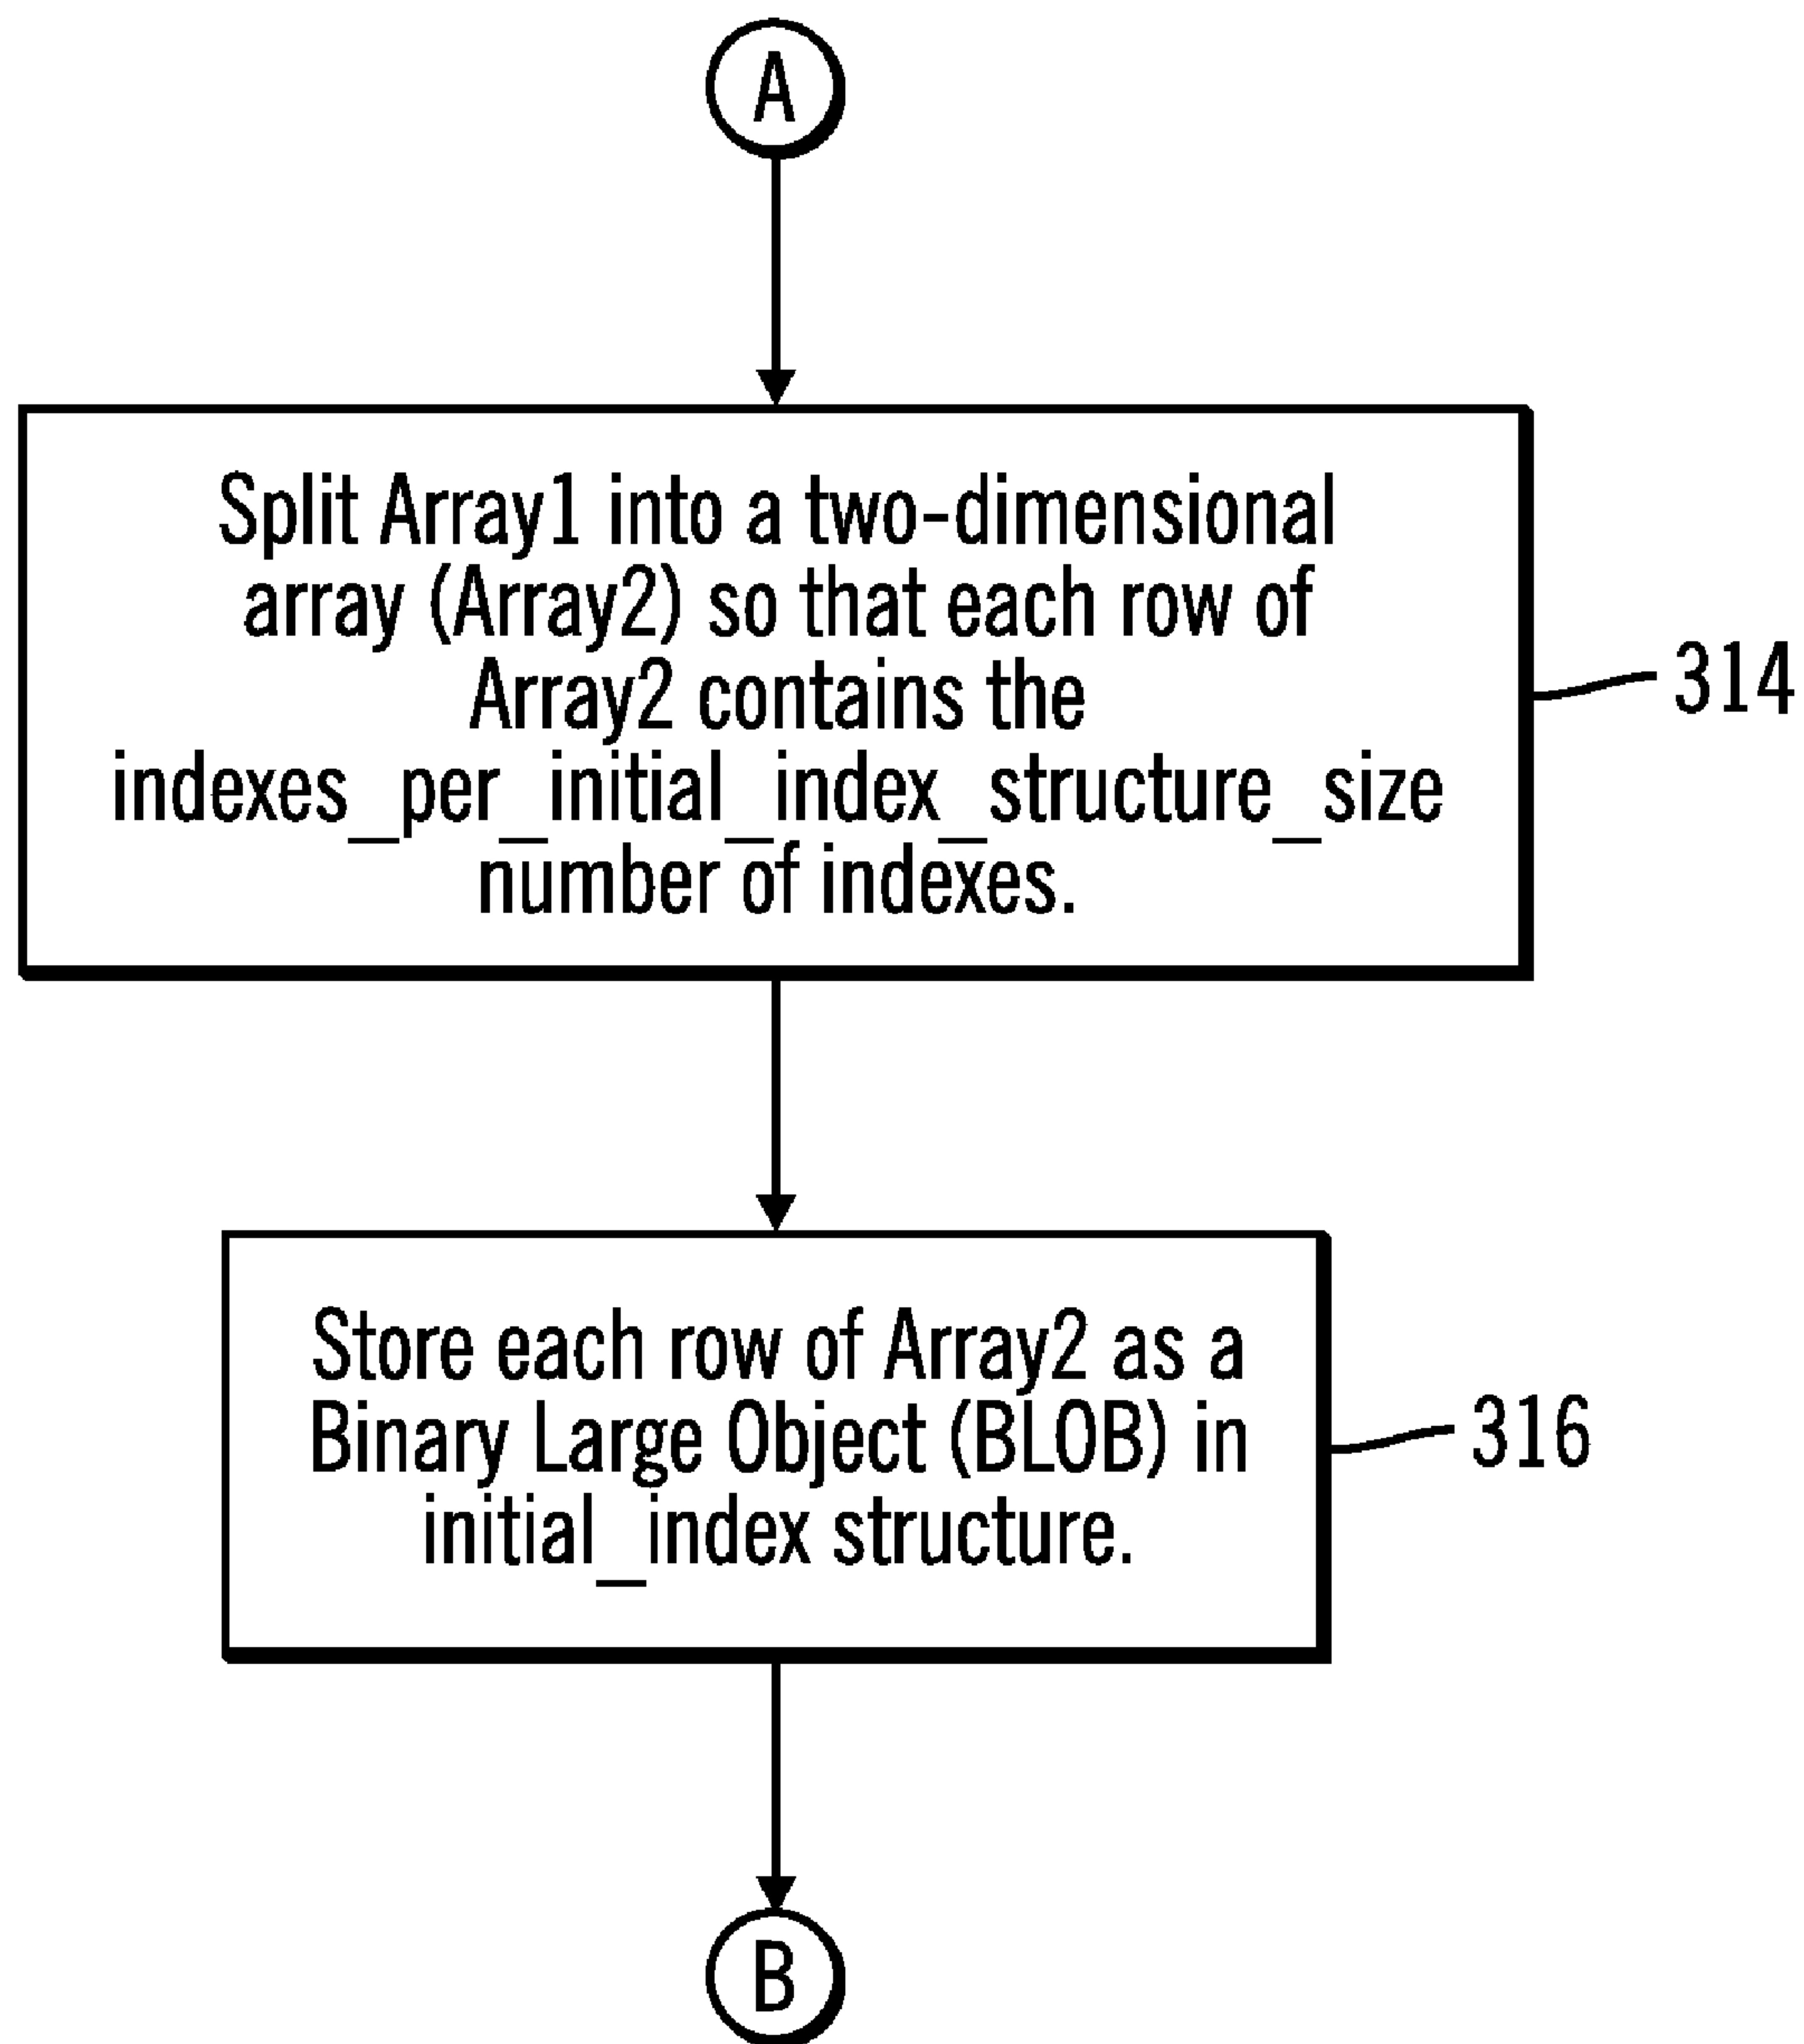 A
Split Array1 into a two-dimensional
array (Array2) so that each row of
Array2 contains the
indexes_per_initial_index_structure_size
number of indexes.
314
Store each row of Array2 as a
Binary Large Object (BLOB) in
initial_index structure.
316
B